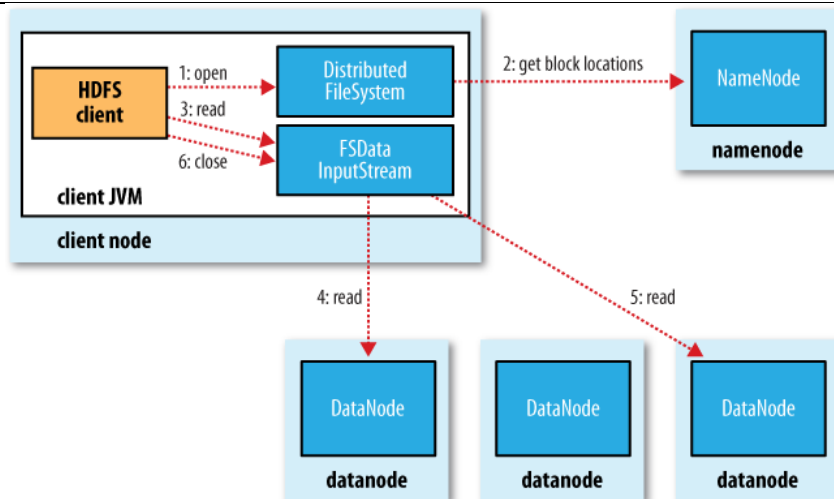 1: open
Distributed
FileSystem
2: get block locations
NameNode
HDFS
client
3: read
FSData
InputStream
namenode
6: close
client JVM
client node
4: read
5: read
DataNode
DataNode
DataNode
datanode
datanode
datanode